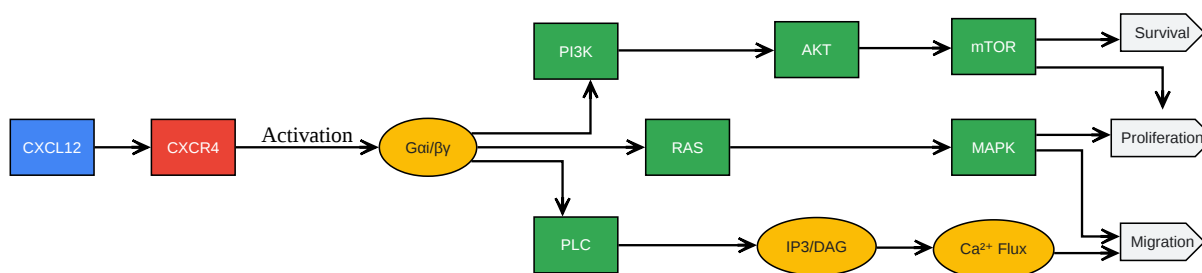 PI3K
AKT
mTOR
Survival
CXCL12
CXCR4
Activation
Gαi/βγ
RAS
MAPK
Proliferation
PLC
IP3/DAG
Ca²⁺ Flux
Migration